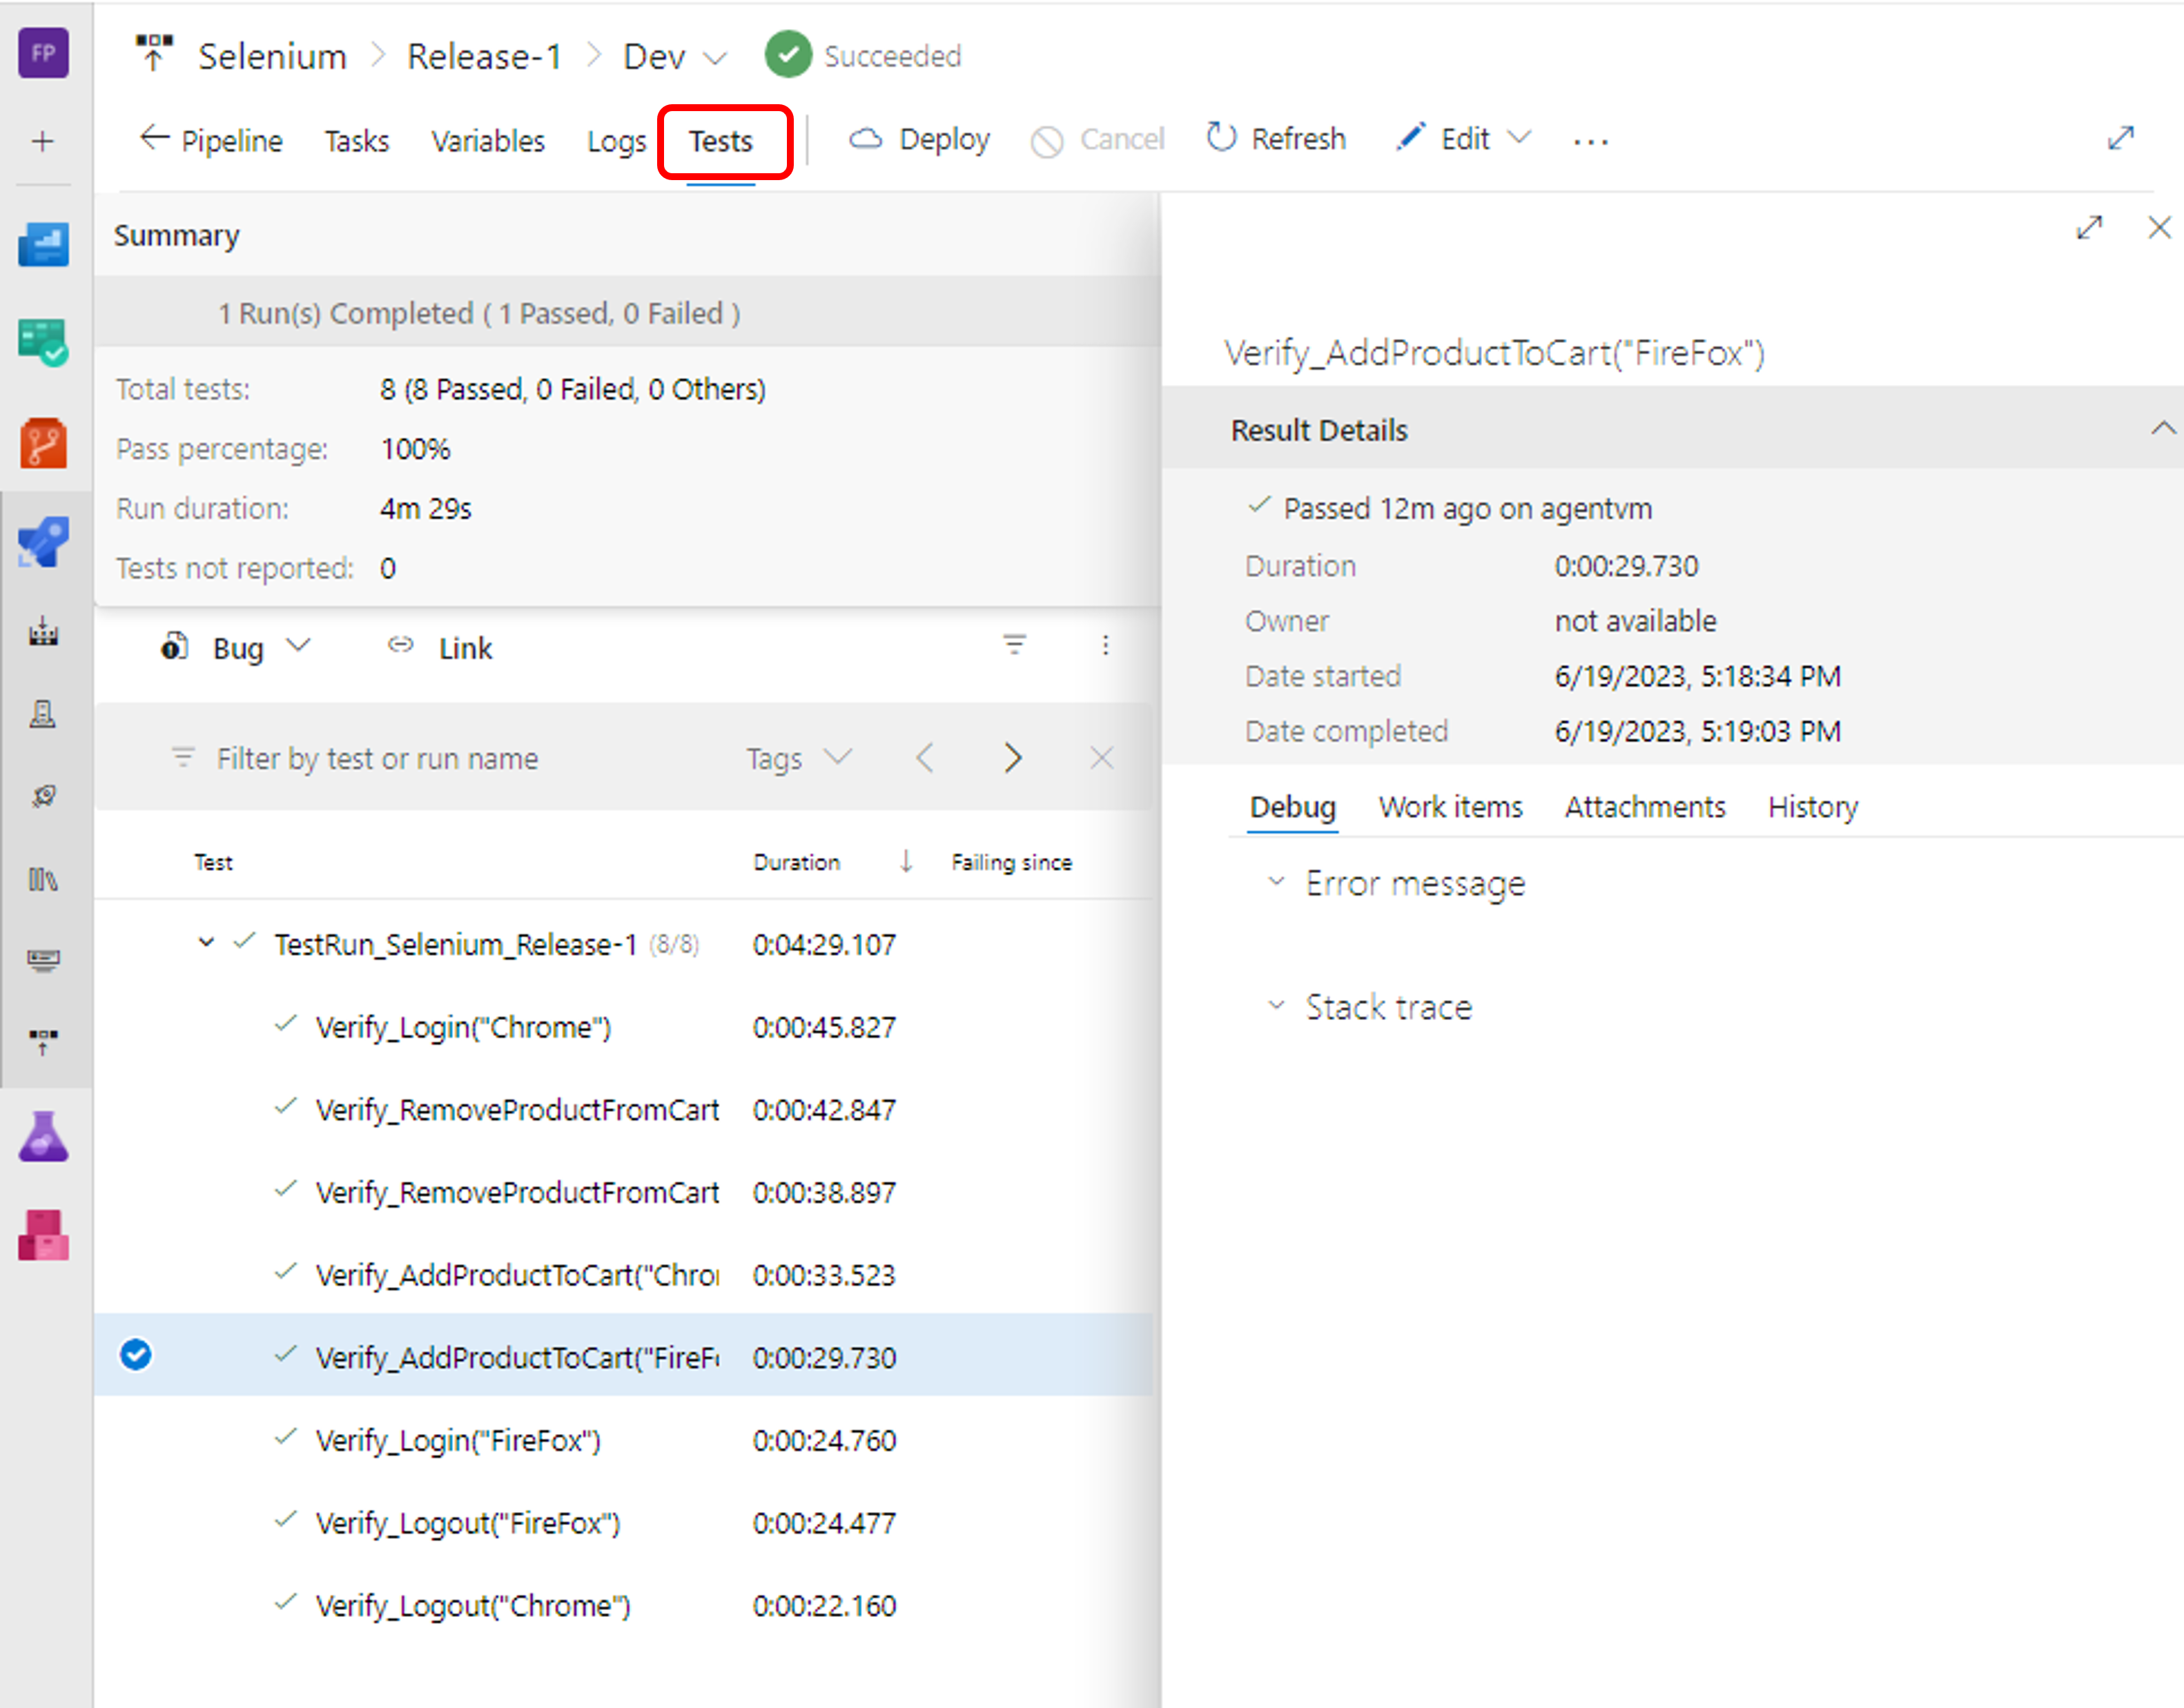 FP
Selenium > Release-1 > Dev Succeeded
Pipeline Tasks Variables Logs Tests Deploy Cancel Refresh Edit ...
Summary
1 Run(s) Completed ( 1 Passed, 0 Failed )
Total tests: 8 (8 Passed, 0 Failed, 0 Others)
Pass percentage: 100%
Run duration: 4m 29s
Tests not reported: 0
Bug Link
Filter by test or run name Tags
Test Duration Failing since
TestRun_Selenium_Release-1 (8/8) 0:04:29.107
Verify_Login("Chrome") 0:00:45.827
Verify_RemoveProductFromCart 0:00:42.847
Verify_RemoveProductFromCart 0:00:38.897
Verify_AddProductToCart("Chro 0:00:33.523
Verify_AddProductToCart("FireF 0:00:29.730
Verify_Login("FireFox") 0:00:24.760
Verify_Logout("FireFox") 0:00:24.477
Verify_Logout("Chrome") 0:00:22.160
Verify_AddProductToCart("FireFox")
Result Details
Passed 12m ago on agentvm
Duration 0:00:29.730
Owner not available
Date started 6/19/2023, 5:18:34 PM
Date completed 6/19/2023, 5:19:03 PM
Debug Work items Attachments History
Error message
Stack trace